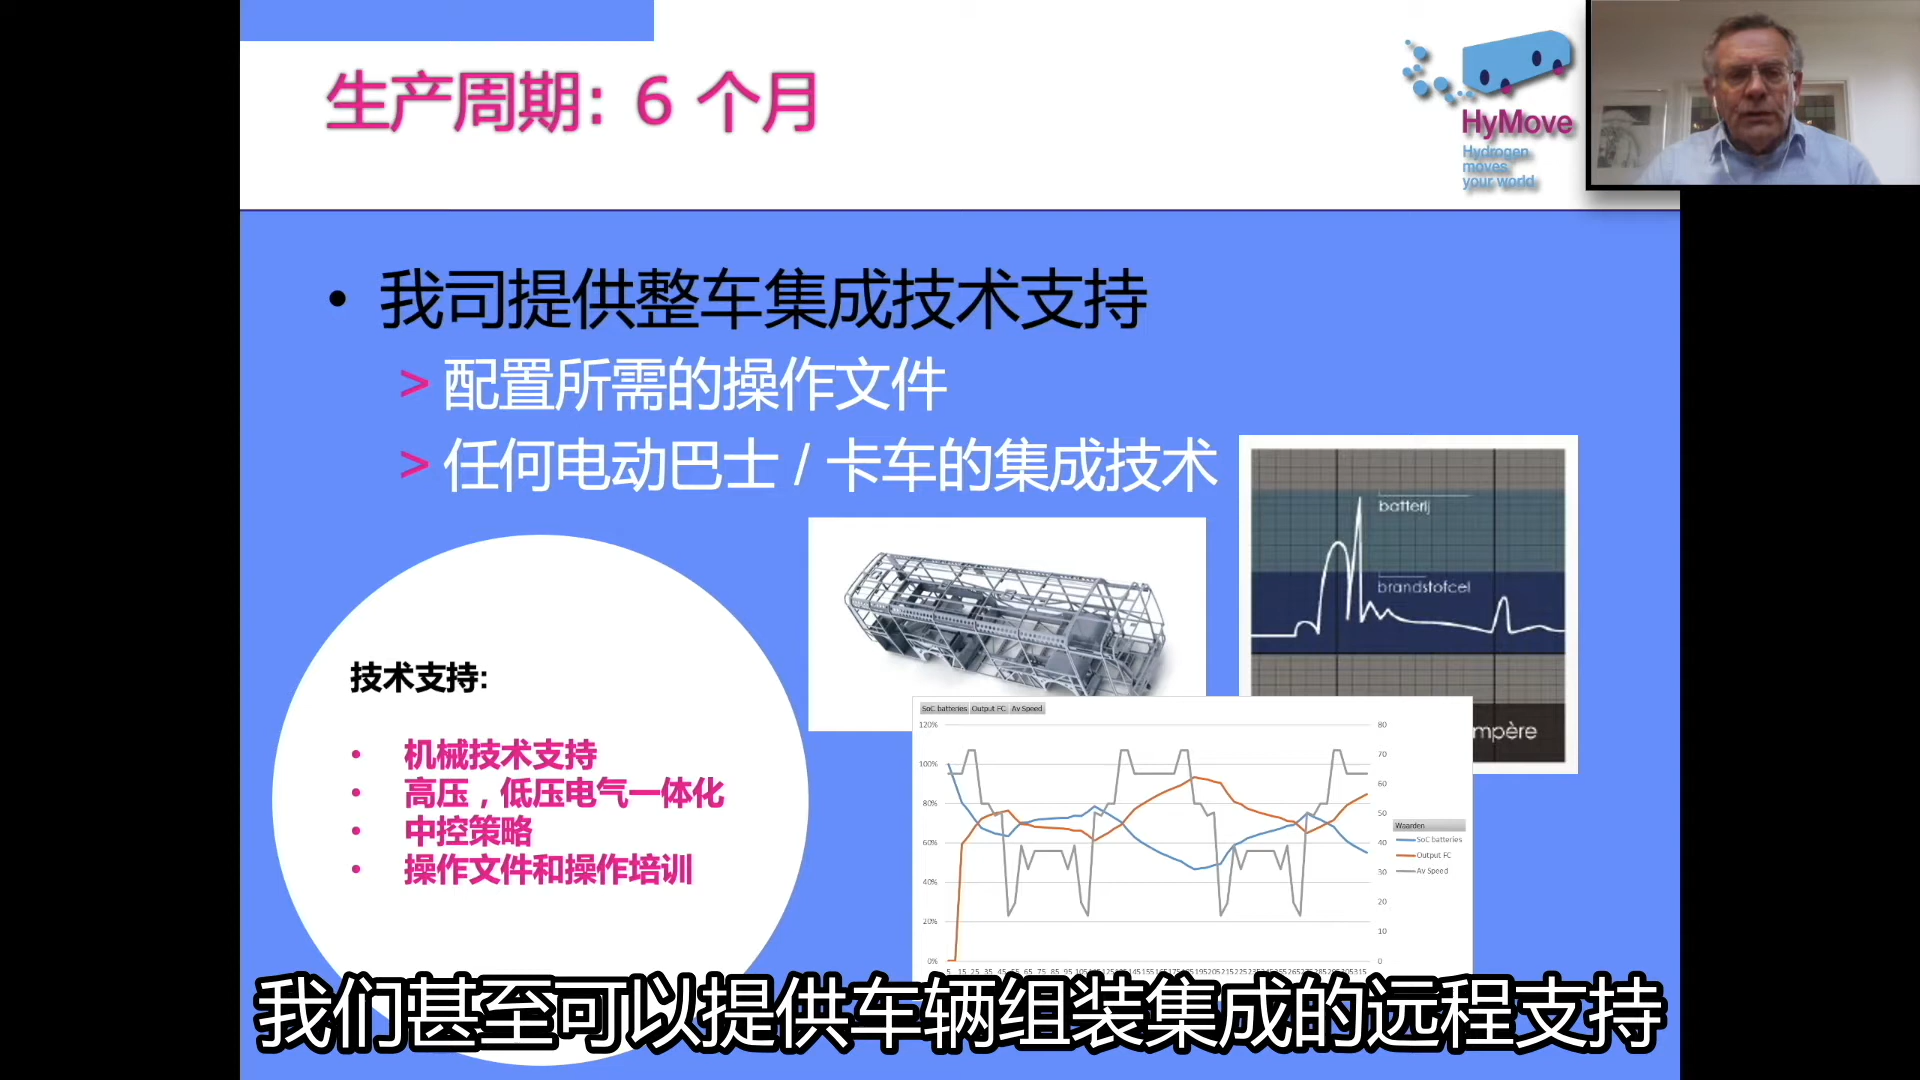 生产周期: 6 个月
HyMove
Hydrogen
moves
your world
• 我司提供整车集成技术支持
> 配置所需的操作文件
> 任何电动巴士 / 卡车的集成技术
batterij
brandstofcel
mpère
技术支持:
• 机械技术支持
• 高压，低压电气一体化
• 中控策略
• 操作文件和操作培训
SoC batteries Output FC Av Speed
120%
100%
80%
60%
40%
20%
0%
80
70
60
50
40
30
20
10
0
Waarden
SoC batteries
Output FC
Av Speed
我们甚至可以提供车辆组装集成的远程支持